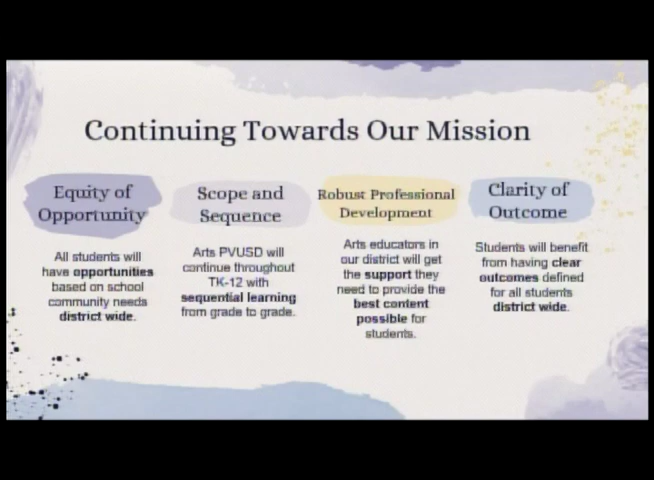 Continuing Towards Our Mission
Equity of
Opportunity
All students will
have opportunities
based on school
community needs
district wide.
Scope and
Sequence
Arts PVUSD will
continue throughout
TK-12 with
sequential learning
from grade to grade.
Robust Professional
Development
Arts educators in
our district will get
the support they
need to provide the
best content
possible for
students.
Clarity of
Outcome
Students will benefit
from having clear
outcomes defined
for all students
district wide.